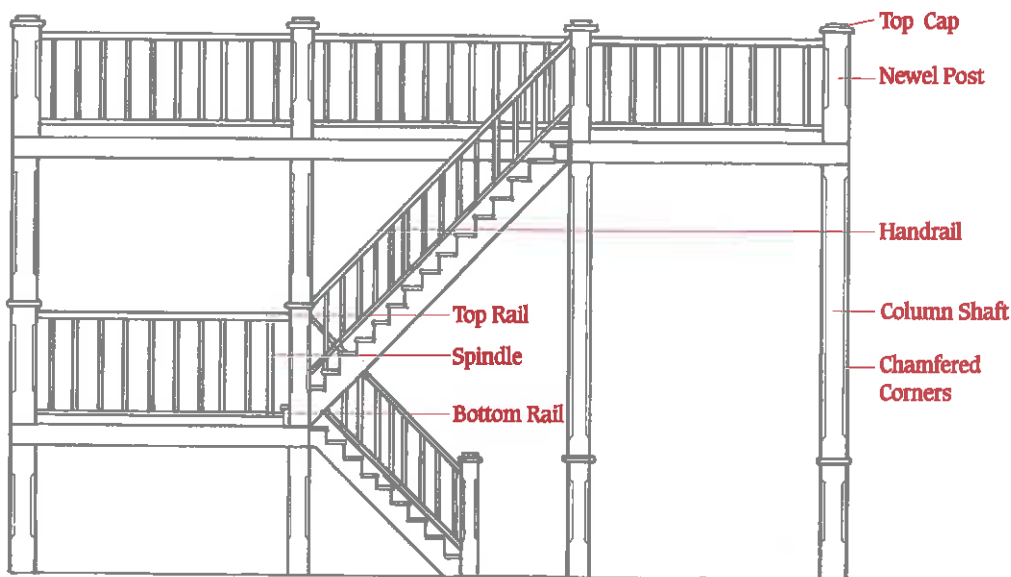 Top Cap
Newel Post
Handrail
Top Rail
Column Shaft
Spindle
Chamfered
Corners
Bottom Rail